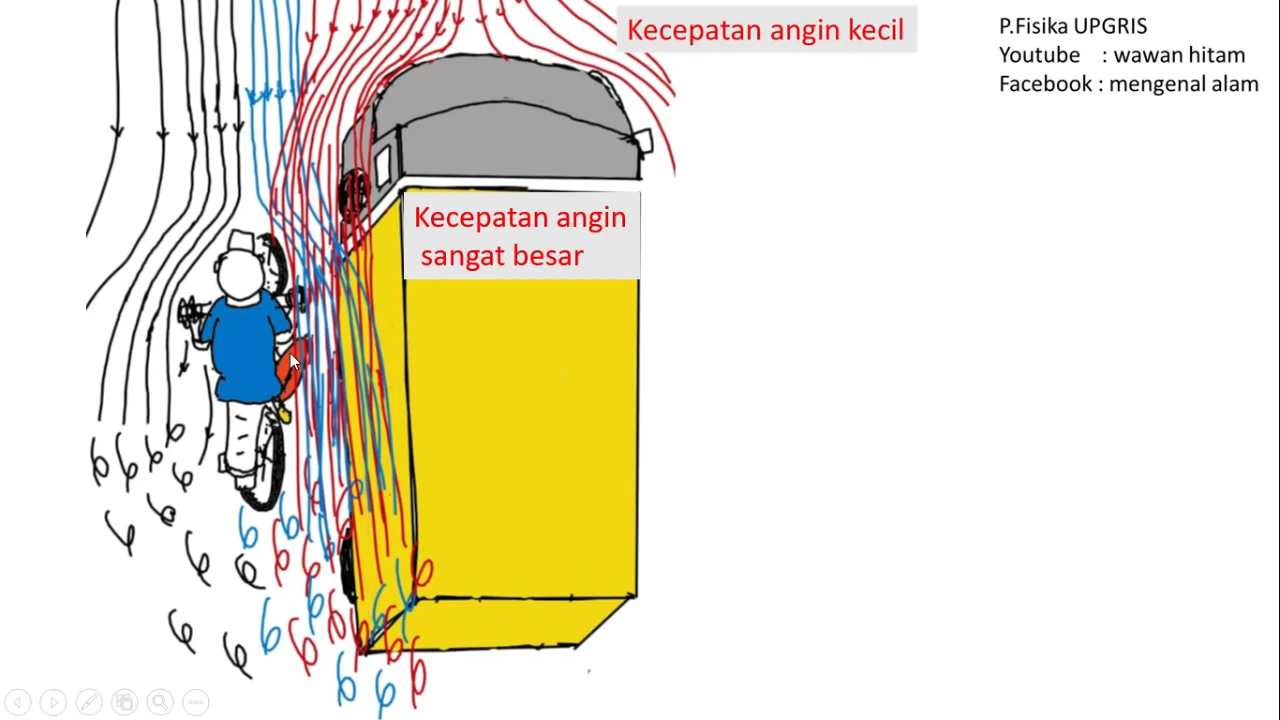 Kecepatan angin kecil
P.Fisika UPGRIS
Youtube : wawan hitam
Facebook : mengenal alam
Kecepatan angin
sangat besar